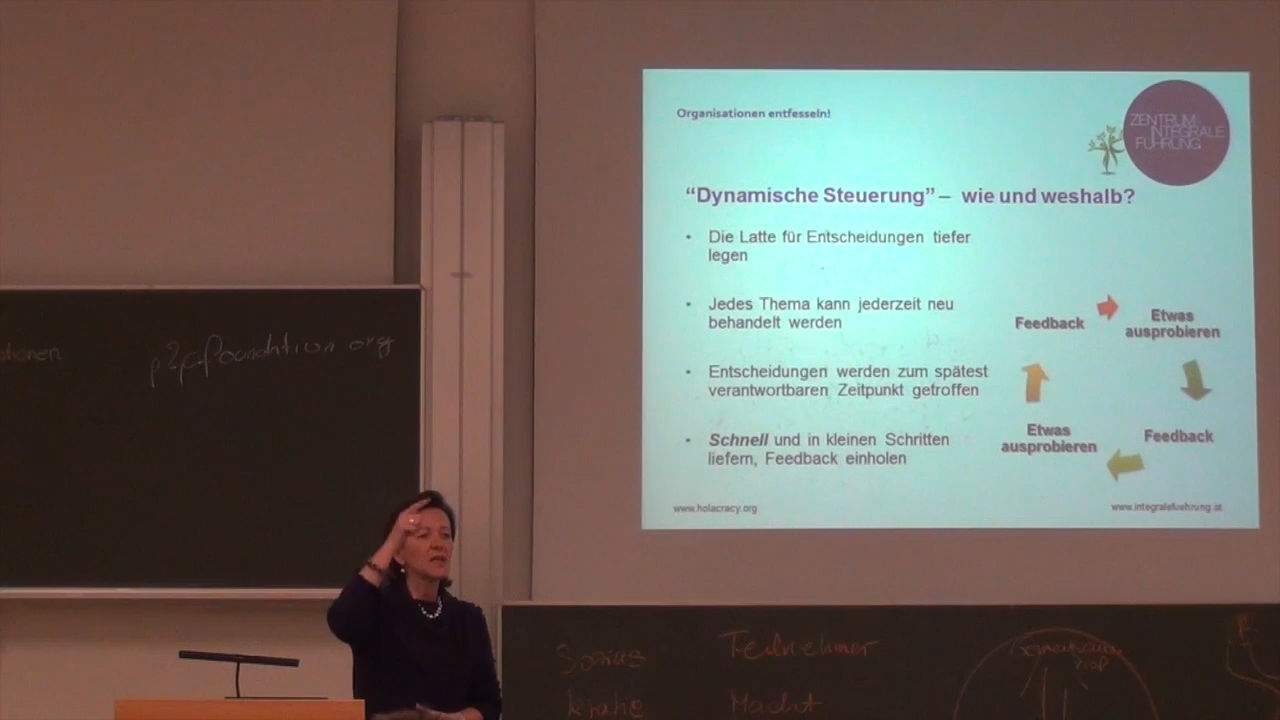 Organisationen entfesseln!
ZENTRUM
INTEGRALE
FÜHRUNG
“Dynamische Steuerung” – wie und weshalb?
• Die Latte für Entscheidungen tiefer
legen
• Jedes Thema kann jederzeit neu
behandelt werden
• Entscheidungen werden zum spätest
verantwortbaren Zeitpunkt getroffen
• Schnell und in kleinen Schritten
liefern, Feedback einholen
Feedback
Etwas
ausprobieren
Feedback
Etwas
ausprobieren
www.holacracy.org
www.integralefuehrung.at
foundation.org
Teilnehmer
Macht